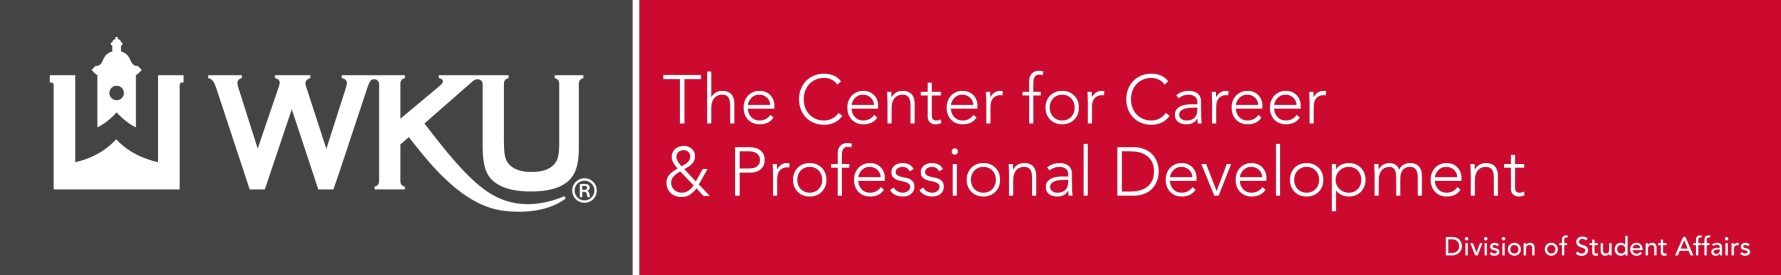 WKU®
The Center for Career
& Professional Development
Division of Student Affairs